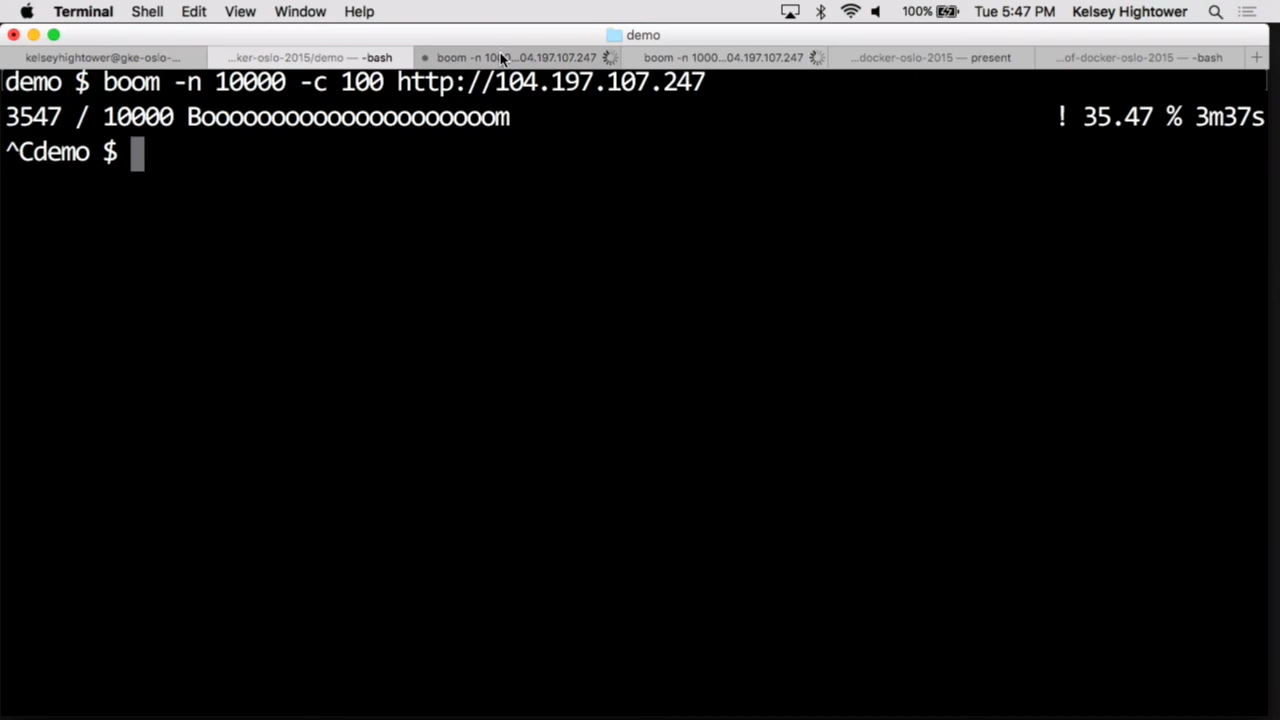 Terminal Shell Edit View Window Help 100% Tue 5:47 PM Kelsey Hightower
demo
kelseyhightower@gke-oslo-... ...ker-oslo-2015/demo — -bash boom -n 1000...04.197.107.247 boom -n 1000...04.197.107.247 ...docker-oslo-2015 — present ...of-docker-oslo-2015 — -bash +
demo $ boom -n 10000 -c 100 http://104.197.107.247
3547 / 10000 Booooooooooooooooooooom ! 35.47 % 3m37s
^Cdemo $